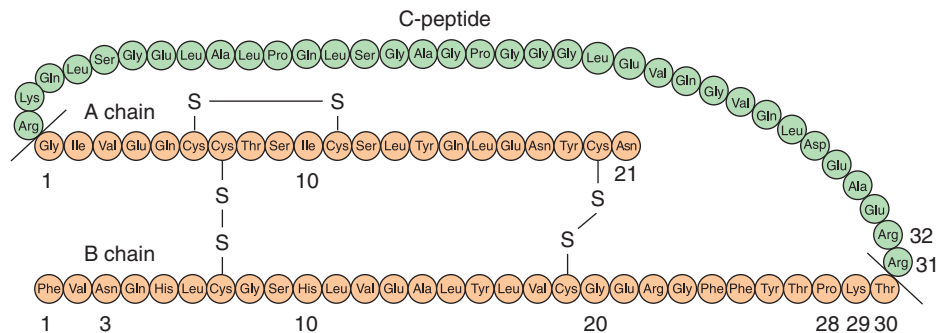 C-peptide
Arg Lys Gln Leu Ser Gly Glu Leu Ala Leu Pro Gln Leu Ser Gly Ala Gly Pro Gly Gly Gly Leu Glu Val Gln Gly Val Gln Leu Asp Glu Ala Glu Arg Arg
32
31
A chain
S S
Gly Ile Val Glu Gln Cys Cys Thr Ser Ile Cys Ser Leu Tyr Gln Leu Glu Asn Tyr Cys Asn
1 10 21
S S
S S
B chain
Phe Val Asn Gln His Leu Cys Gly Ser His Leu Val Glu Ala Leu Tyr Leu Val Cys Gly Glu Arg Gly Phe Phe Tyr Thr Pro Lys Thr
1 3 10 20 28 29 30